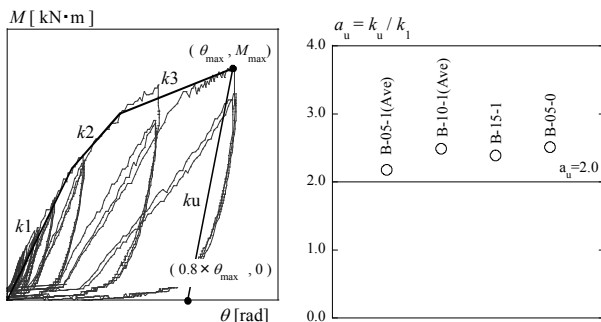 M [ kN・m ]
( θmax , Mmax )
k3
k2
k1
ku
( 0.8× θmax , 0 )
θ [rad]
au = ku / k1
4.0
3.0
2.0
1.0
0.0
B-05-1(Ave)
B-10-1(Ave)
B-15-1
B-05-0
au=2.0